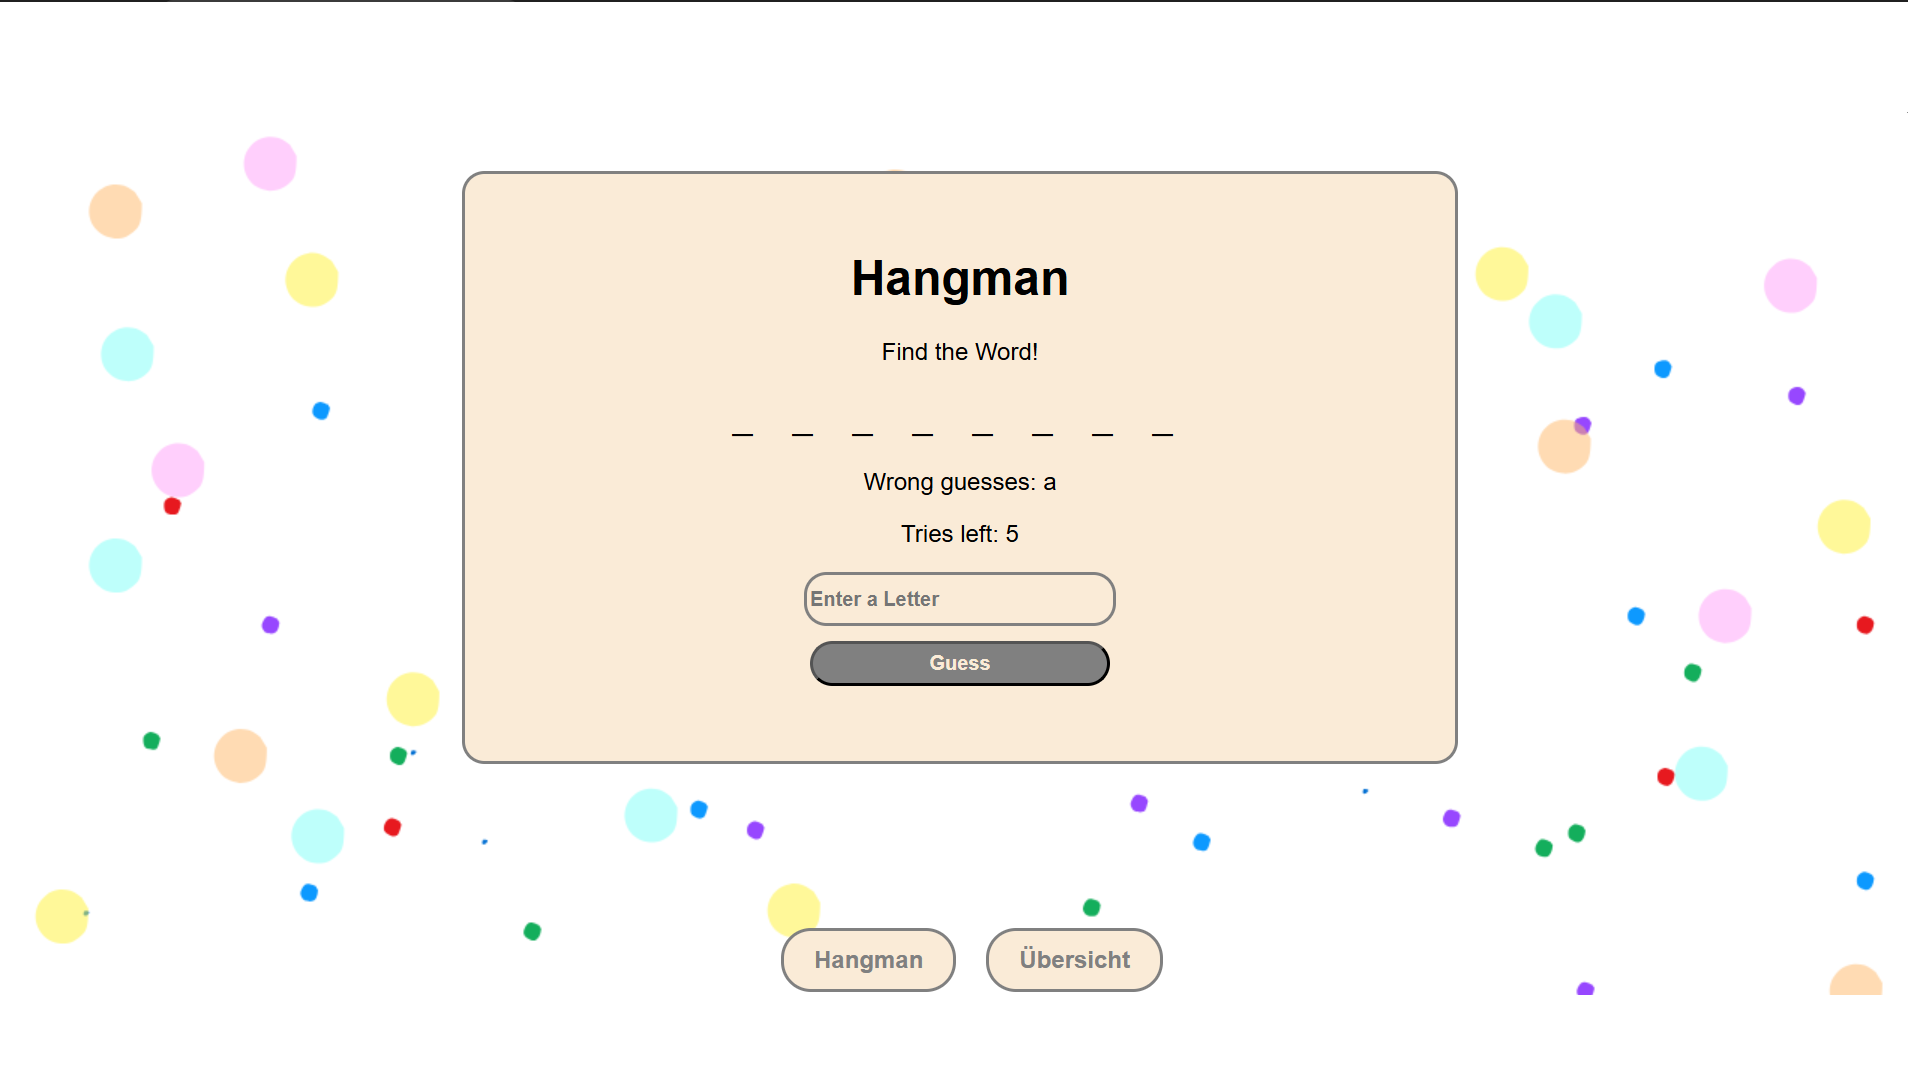 Hangman
Find the Word!
_ _ _ _ _ _ _ _
Wrong guesses: a
Tries left: 5
Enter a Letter
Guess
Hangman
Übersicht